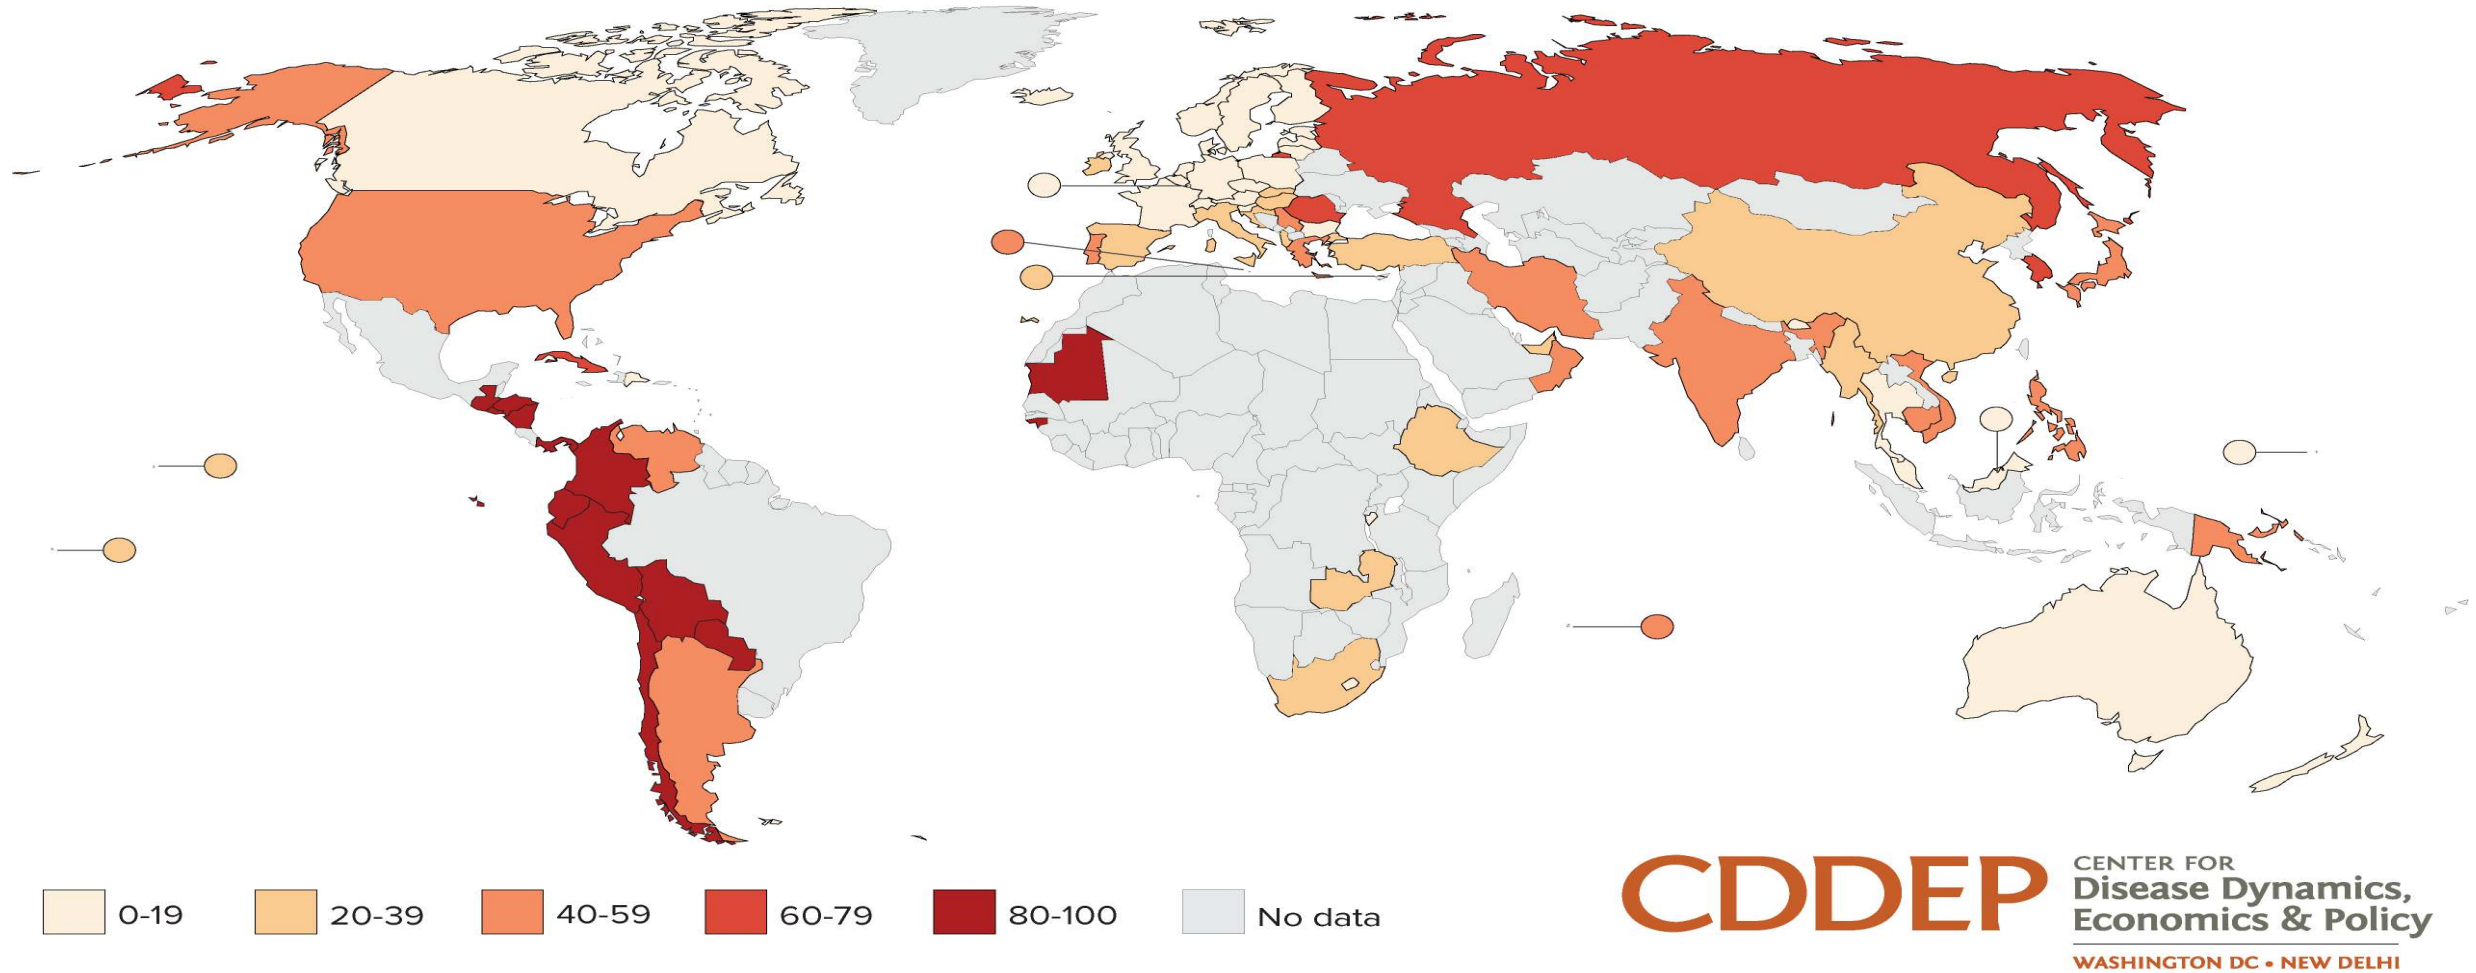 0-19
20-39
40-59
60-79
80-100
No data
CDDEP
CENTER FOR
Disease Dynamics,
Economics & Policy
WASHINGTON DC • NEW DELHI